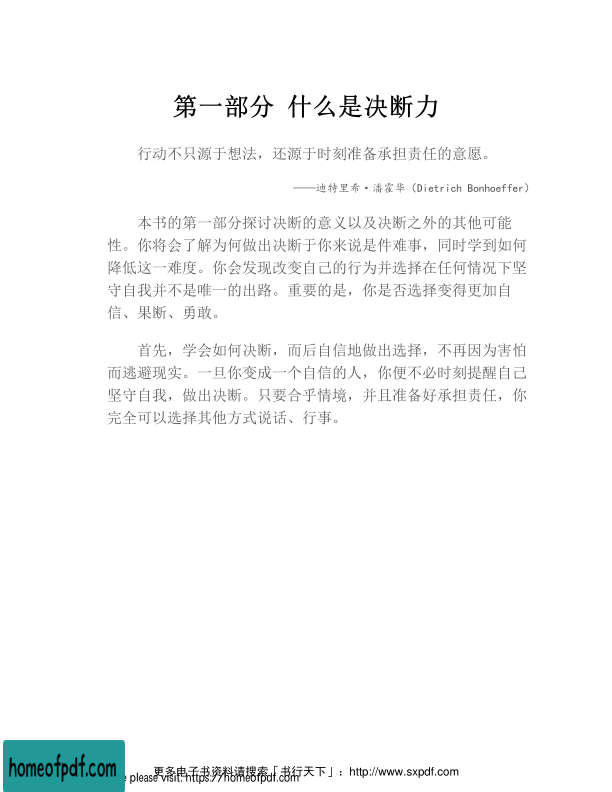 第一部分 什么是决断力
行动不只源于想法，还源于时刻准备承担责任的意愿。
——迪特里希·潘霍华（Dietrich Bonhoeffer）
本书的第一部分探讨决断的意义以及决断之外的其他可能
性。你将会了解为何做出决断于你来说是件难事，同时学到如何
降低这一难度。你会发现改变自己的行为并选择在任何情况下坚
守自我并不是唯一的出路。重要的是，你是否选择变得更加自
信、果断、勇敢。
首先，学会如何决断，而后自信地做出选择，不再因为害怕
而逃避现实。一旦你变成一个自信的人，你便不必时刻提醒自己
坚守自我，做出决断。只要合乎情境，并且准备好承担责任，你
完全可以选择其他方式说话、行事。
更多电子书资料请搜索「书行天下」：http://www.sxpdf.com
please visit: https://homeofpdf.com
homeofpdf.com